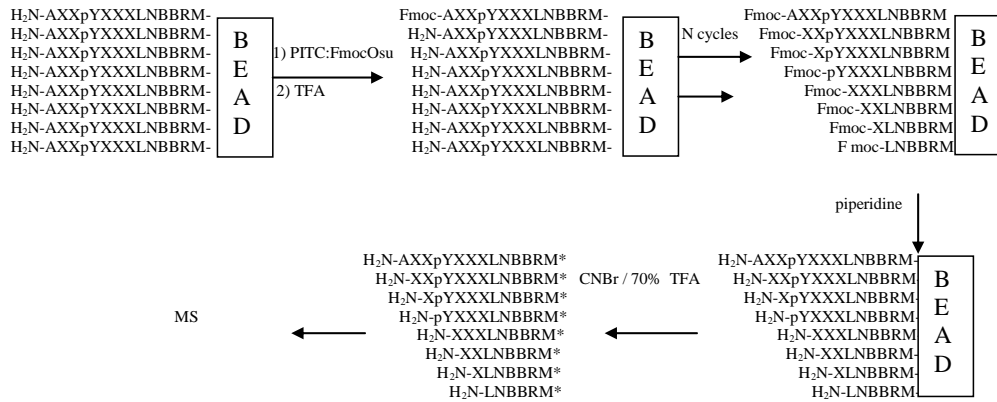 H₂N-AXXpYXXXLNBBRM-
H₂N-AXXpYXXXLNBBRM-
H₂N-AXXpYXXXLNBBRM-
H₂N-AXXpYXXXLNBBRM-
H₂N-AXXpYXXXLNBBRM-
H₂N-AXXpYXXXLNBBRM-
H₂N-AXXpYXXXLNBBRM-
H₂N-AXXpYXXXLNBBRM-
B
E
A
D
1) PITC:FmocOsu
2) TFA
Fmoc-AXXpYXXXLNBBRM-
H₂N-AXXpYXXXLNBBRM-
H₂N-AXXpYXXXLNBBRM-
H₂N-AXXpYXXXLNBBRM-
H₂N-AXXpYXXXLNBBRM-
H₂N-AXXpYXXXLNBBRM-
H₂N-AXXpYXXXLNBBRM-
H₂N-AXXpYXXXLNBBRM-
B
E
A
D
N cycles
Fmoc-AXXpYXXXLNBBRM
Fmoc-XXpYXXXLNBBRM
Fmoc-XpYXXXLNBBRM
Fmoc-pYXXXLNBBRM
Fmoc-XXXLNBBRM
Fmoc-XXLNBBRM
Fmoc-XLNBBRM
F moc-LNBBRM
B
E
A
D
piperidine
H₂N-AXXpYXXXLNBBRM-
H₂N-XXpYXXXLNBBRM-
H₂N-XpYXXXLNBBRM-
H₂N-pYXXXLNBBRM-
H₂N-XXXLNBBRM-
H₂N-XXLNBBRM-
H₂N-XLNBBRM-
H₂N-LNBBRM-
B
E
A
D
CNBr / 70% TFA
H₂N-AXXpYXXXLNBBRM*
H₂N-XXpYXXXLNBBRM*
H₂N-XpYXXXLNBBRM*
H₂N-pYXXXLNBBRM*
H₂N-XXXLNBBRM*
H₂N-XXLNBBRM*
H₂N-XLNBBRM*
H₂N-LNBBRM*
MS